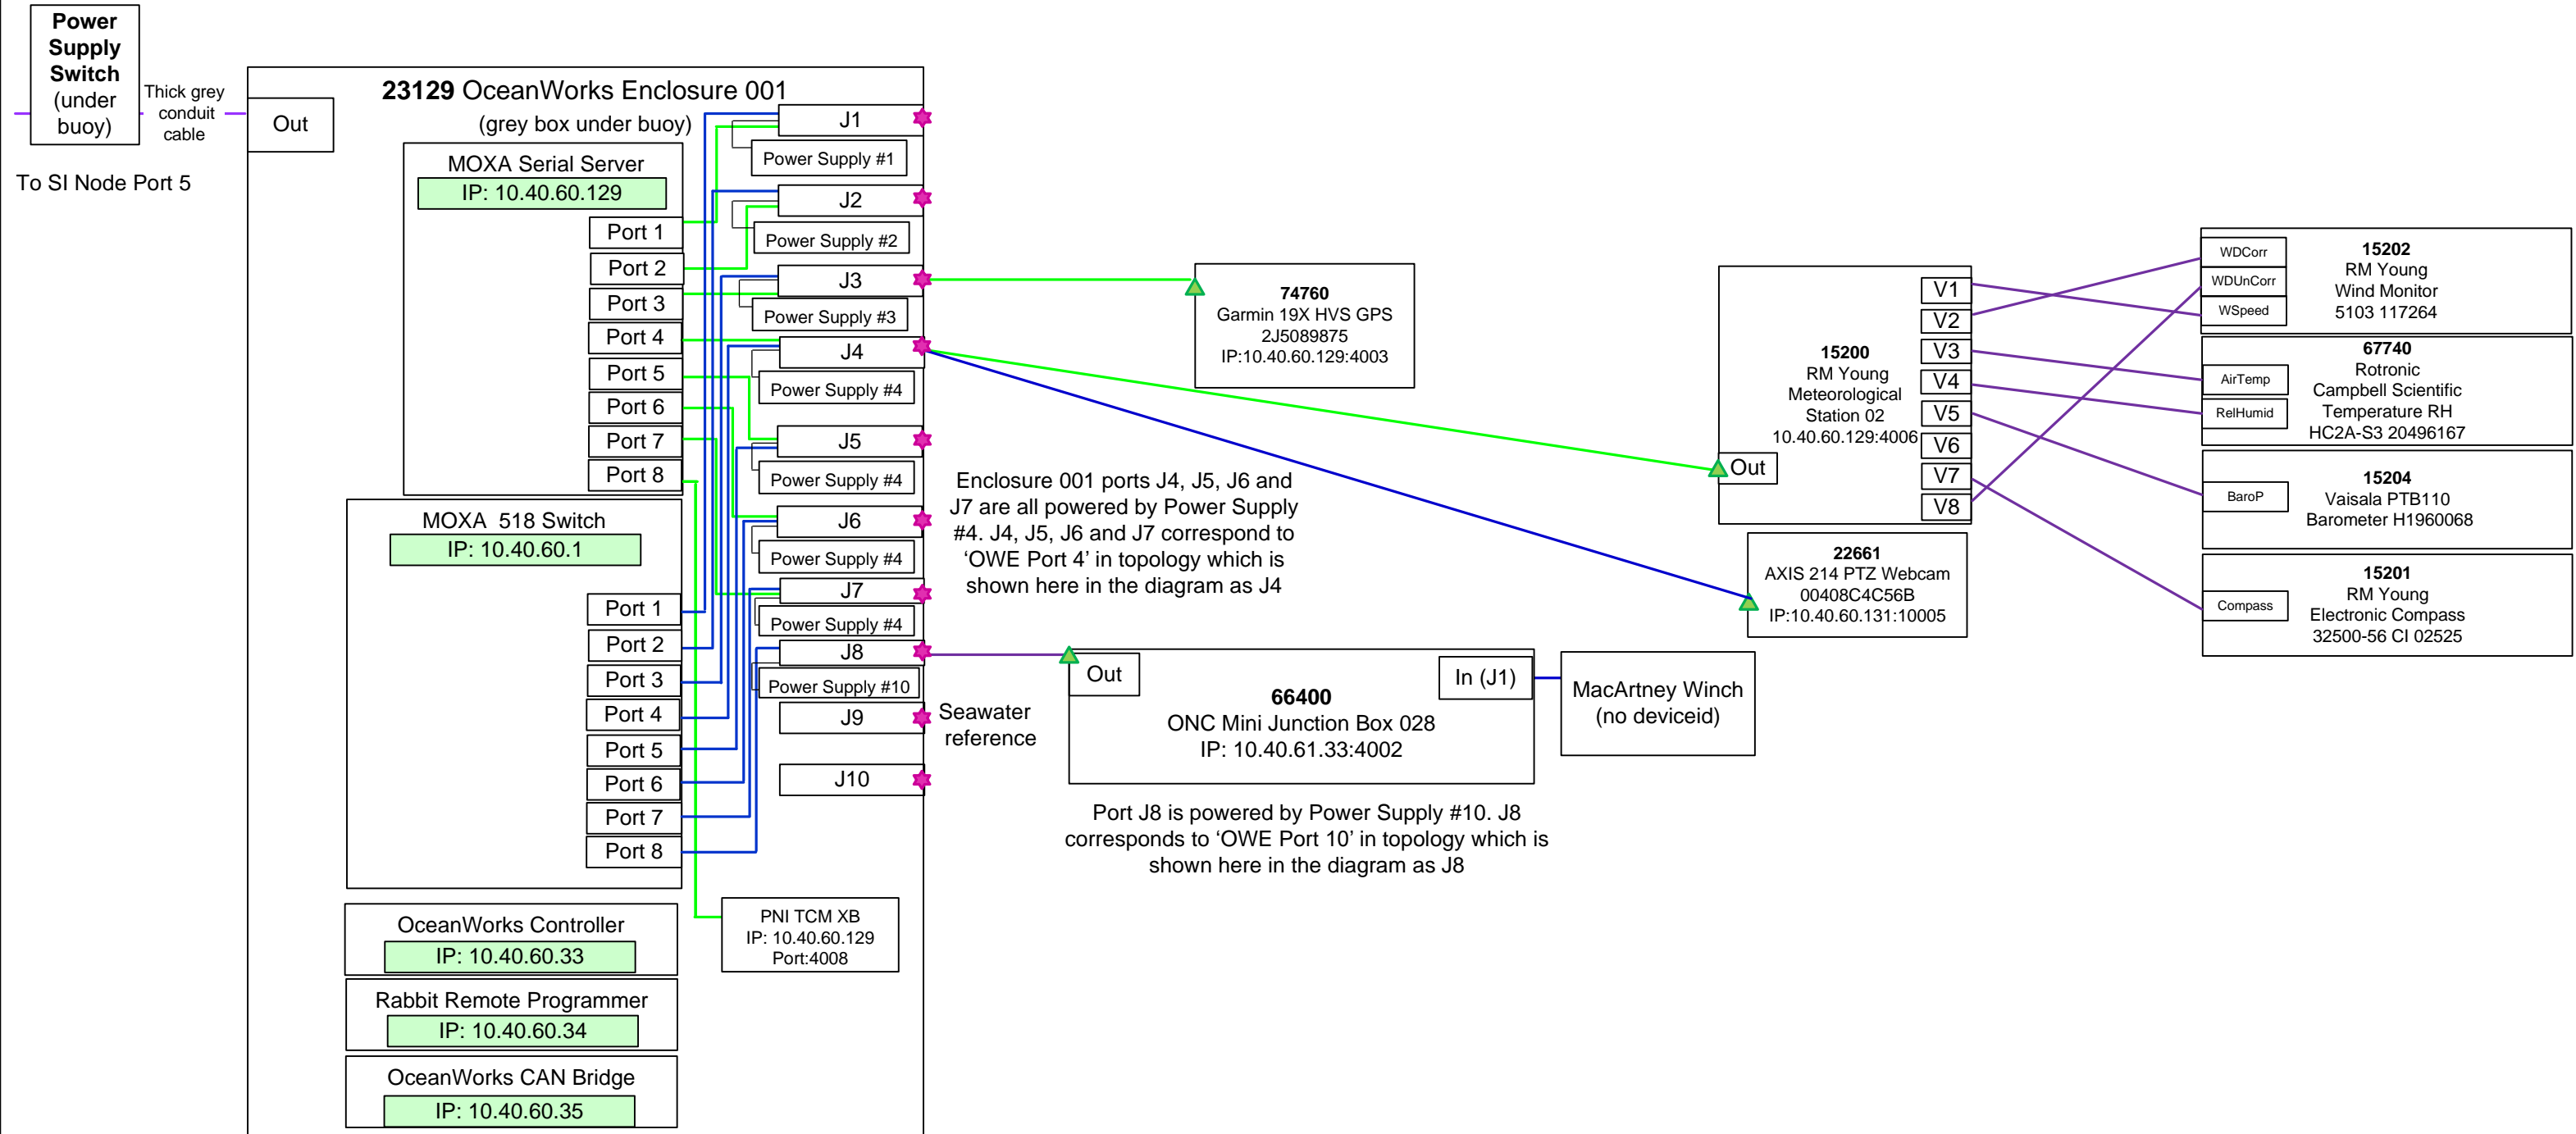 Power
Supply
Switch
(under
buoy)
Thick grey
conduit
cable
To SI Node Port 5
Out
23129 OceanWorks Enclosure 001
(grey box under buoy)
MOXA Serial Server
IP: 10.40.60.129
Port 1
Port 2
Port 3
Port 4
Port 5
Port 6
Port 7
Port 8
MOXA  518 Switch
IP: 10.40.60.1
Port 1
Port 2
Port 3
Port 4
Port 5
Port 6
Port 7
Port 8
OceanWorks Controller
IP: 10.40.60.33
Rabbit Remote Programmer
IP: 10.40.60.34
OceanWorks CAN Bridge
IP: 10.40.60.35
J1
Power Supply #1
J2
Power Supply #2
J3
Power Supply #3
J4
Power Supply #4
J5
Power Supply #4
J6
Power Supply #4
J7
Power Supply #4
J8
Power Supply #10
J9
J10
PNI TCM XB
IP: 10.40.60.129
Port:4008
Seawater
reference
74760
Garmin 19X HVS GPS
2J5089875
IP:10.40.60.129:4003
Enclosure 001 ports J4, J5, J6 and
J7 are all powered by Power Supply
#4. J4, J5, J6 and J7 correspond to
‘OWE Port 4’ in topology which is
shown here in the diagram as J4
Out
66400
ONC Mini Junction Box 028
IP: 10.40.61.33:4002
In (J1)
MacArtney Winch
(no deviceid)
Port J8 is powered by Power Supply #10. J8
corresponds to ‘OWE Port 10’ in topology which is
shown here in the diagram as J8
15200
RM Young
Meteorological
Station 02
10.40.60.129:4006
Out
V1
V2
V3
V4
V5
V6
V7
V8
22661
AXIS 214 PTZ Webcam
00408C4C56B
IP:10.40.60.131:10005
WDCorr
WDUnCorr
WSpeed
15202
RM Young
Wind Monitor
5103 117264
AirTemp
RelHumid
67740
Rotronic
Campbell Scientific
Temperature RH
HC2A-S3 20496167
BaroP
15204
Vaisala PTB110
Barometer H1960068
Compass
15201
RM Young
Electronic Compass
32500-56 CI 02525